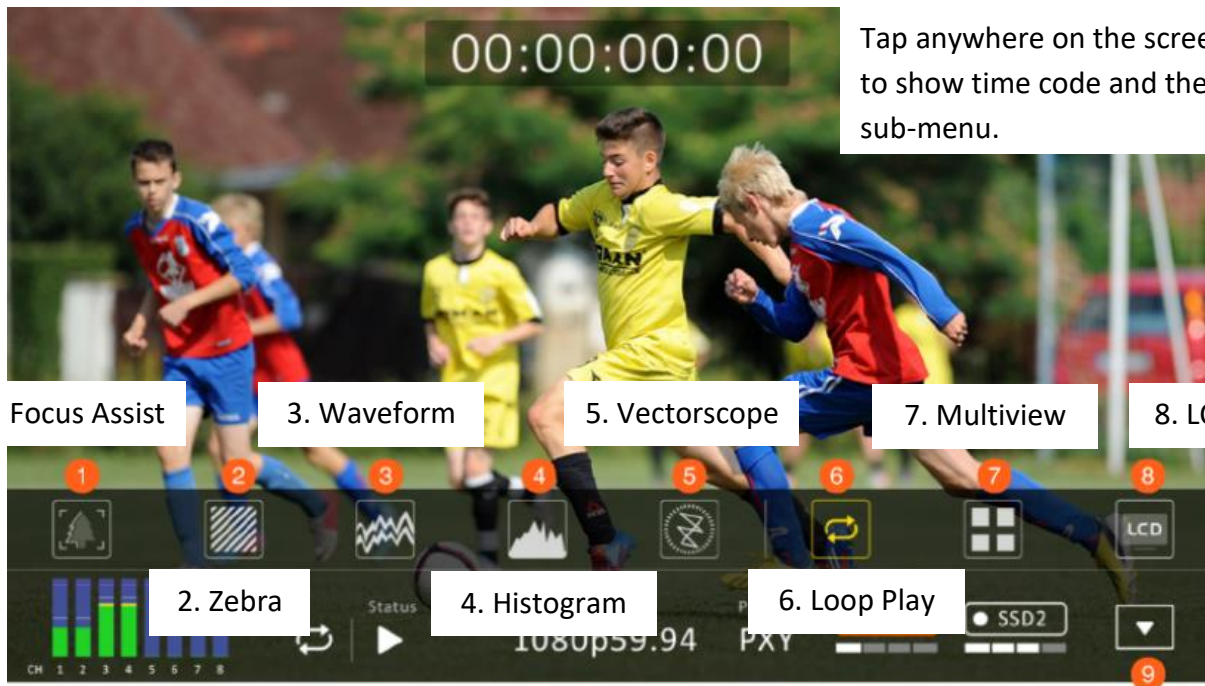 00:00:00:00
Tap anywhere on the scree
to show time code and the
sub-menu.
Focus Assist
3. Waveform
5. Vectorscope
7. Multiview
8. L
1
2
3
4
5
6
7
8
LCD
2. Zebra
4. Histogram
6. Loop Play
Status
P
SSD2
1080p59.94
PXY
CH 1 2 3 4 5 6 7 8
9